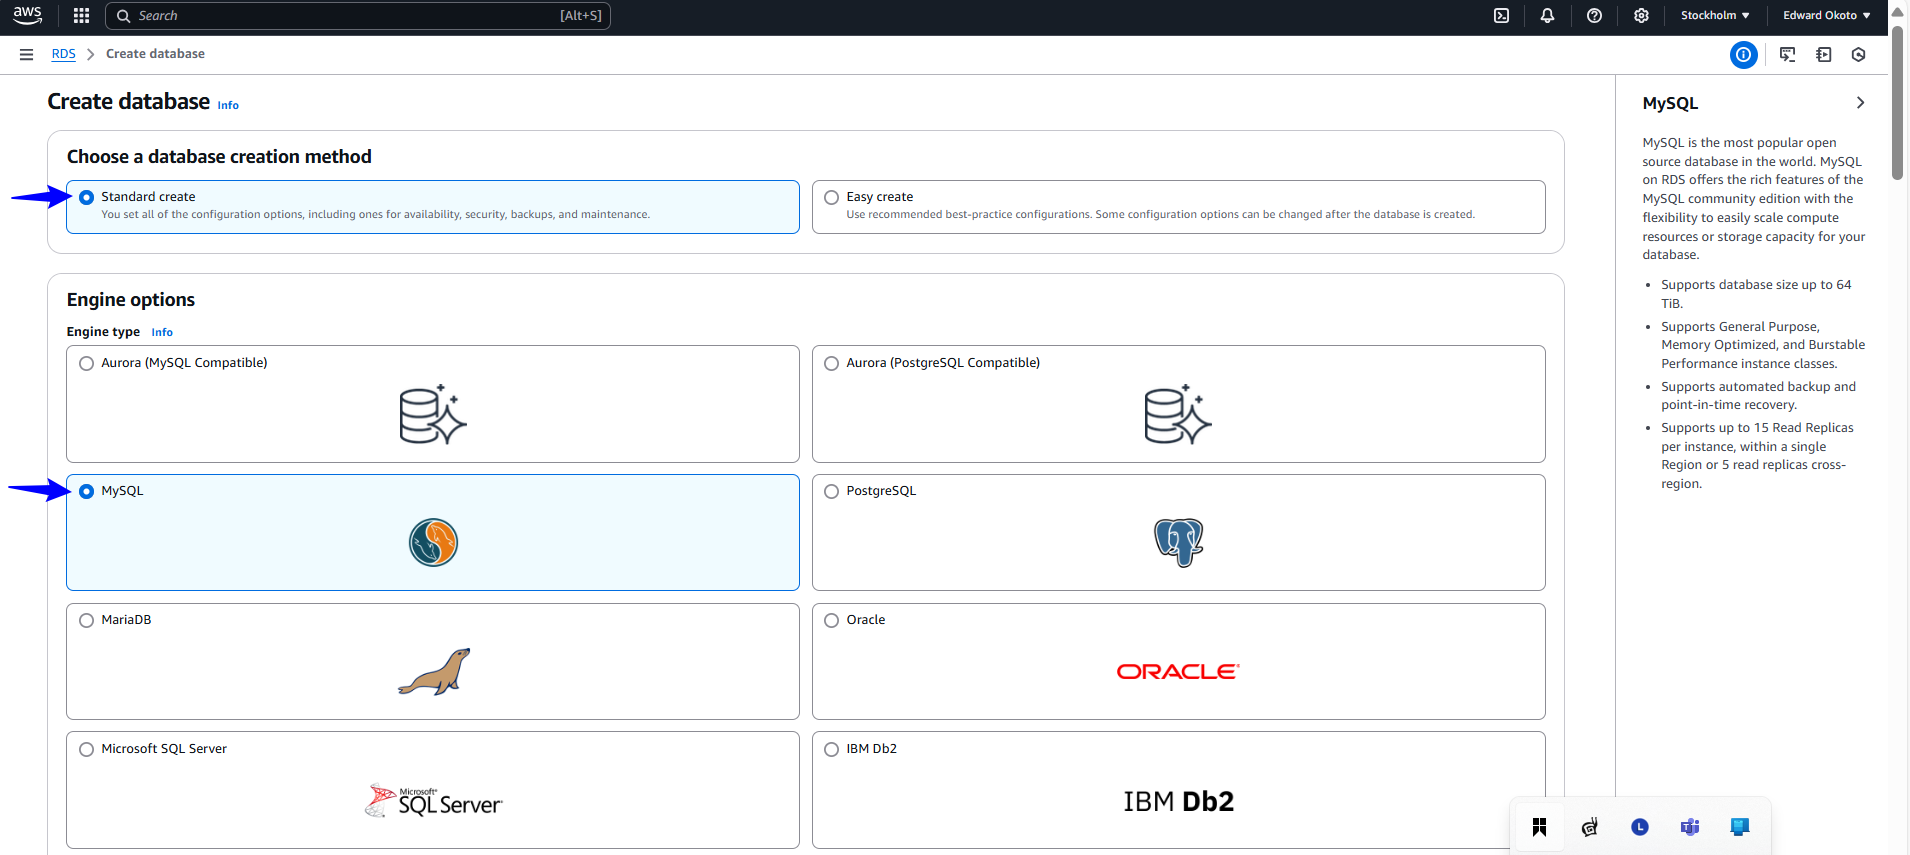 aws
Search [Alt+S]
Stockholm ▼
Edward Okoto ▼
RDS > Create database
Create database Info
Choose a database creation method
Standard create
You set all of the configuration options, including ones for availability, security, backups, and maintenance.
Easy create
Use recommended best-practice configurations. Some configuration options can be changed after the database is created.
Engine options
Engine type Info
Aurora (MySQL Compatible)
Aurora (PostgreSQL Compatible)
MySQL
PostgreSQL
MariaDB
Oracle
ORACLE
Microsoft SQL Server
Microsoft®
SQL Server
IBM Db2
IBM Db2
MySQL
MySQL is the most popular open
source database in the world. MySQL
on RDS offers the rich features of the
MySQL community edition with the
flexibility to easily scale compute
resources or storage capacity for your
database.
• Supports database size up to 64
TiB.
• Supports General Purpose,
Memory Optimized, and Burstable
Performance instance classes.
• Supports automated backup and
point-in-time recovery.
• Supports up to 15 Read Replicas
per instance, within a single
Region or 5 read replicas cross-
region.
L